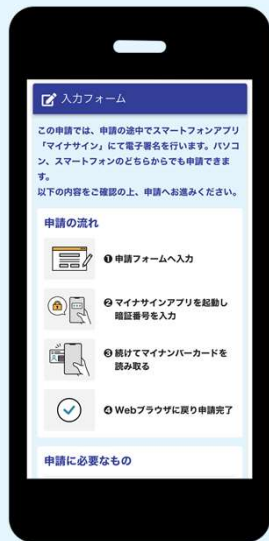 入力フォーム
この申請では、申請の途中でスマートフォンアプリ
「マイナサイン」にて電子署名を行います。パソコ
ン、スマートフォンのどちらからでも申請できま
す。
以下の内容をご確認の上、申請へお進みください。
申請の流れ
❶ 申請フォームへ入力
❷ マイナサインアプリを起動し
暗証番号を入力
❸ 続けてマイナンバーカードを
読み取る
❹ Webブラウザに戻り申請完了
申請に必要なもの